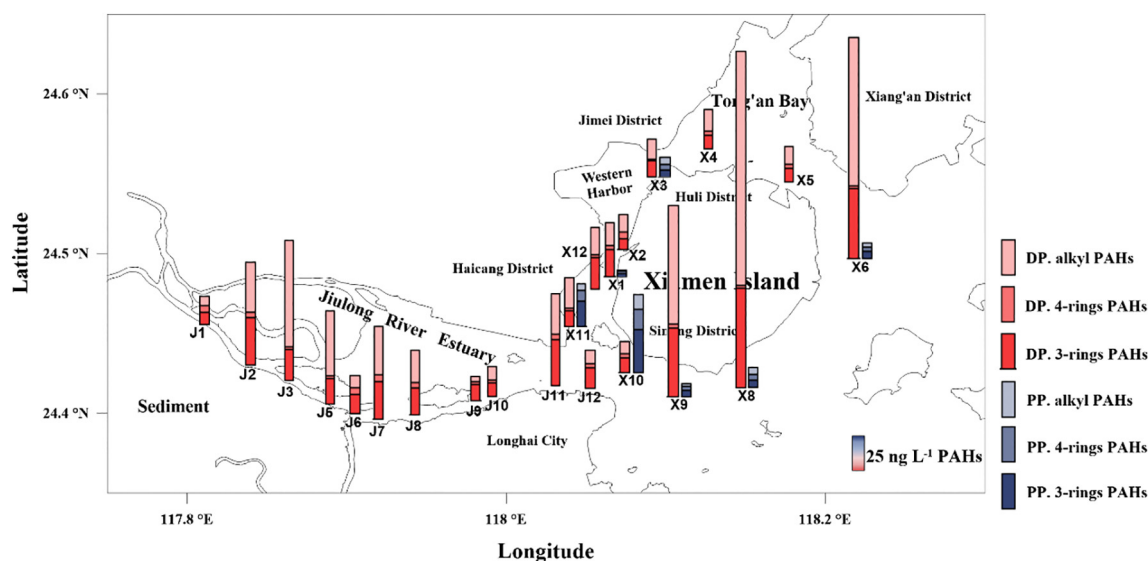 24.6 °N
24.5 °N
24.4 °N
Latitude
117.8 °E
118 °E
118.2 °E
Longitude
Tong'an Bay
Xiang'an District
Jimei District
Western
Harbor
Huli District
Haicang District
Xiamen Island
Siming District
Jiulong River Estuary
Sediment
Longhai City
J1
J2
J3
J5
J6
J7
J8
J9
J10
J11
J12
X1
X2
X3
X4
X5
X6
X8
X9
X10
X11
X12
25 ng L⁻¹ PAHs
DP. alkyl PAHs
DP. 4-rings PAHs
DP. 3-rings PAHs
PP. alkyl PAHs
PP. 4-rings PAHs
PP. 3-rings PAHs